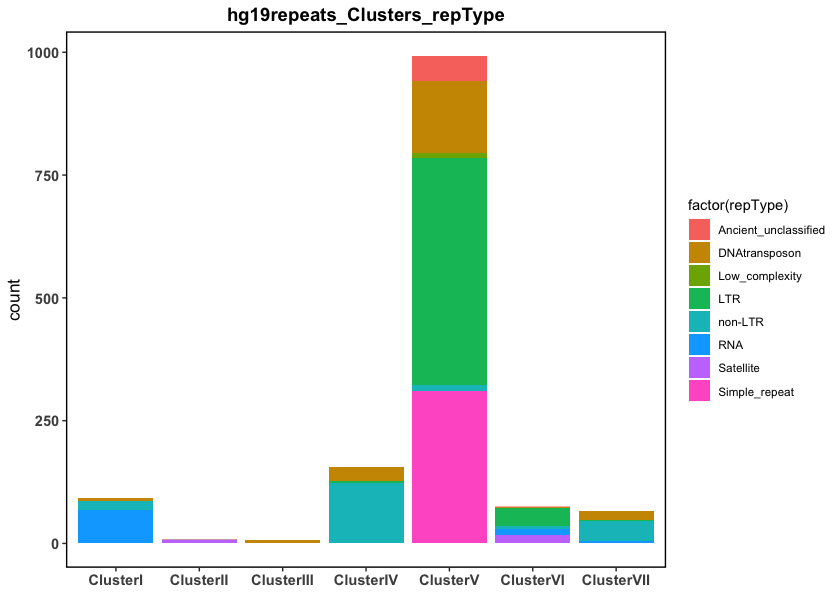 hg19repeats_Clusters_repType
count
1000
750
500
250
0
ClusterI ClusterII ClusterIII ClusterIV ClusterV ClusterVI ClusterVII
factor(repType)
Ancient_unclassified
DNAtransposon
Low_complexity
LTR
non-LTR
RNA
Satellite
Simple_repeat